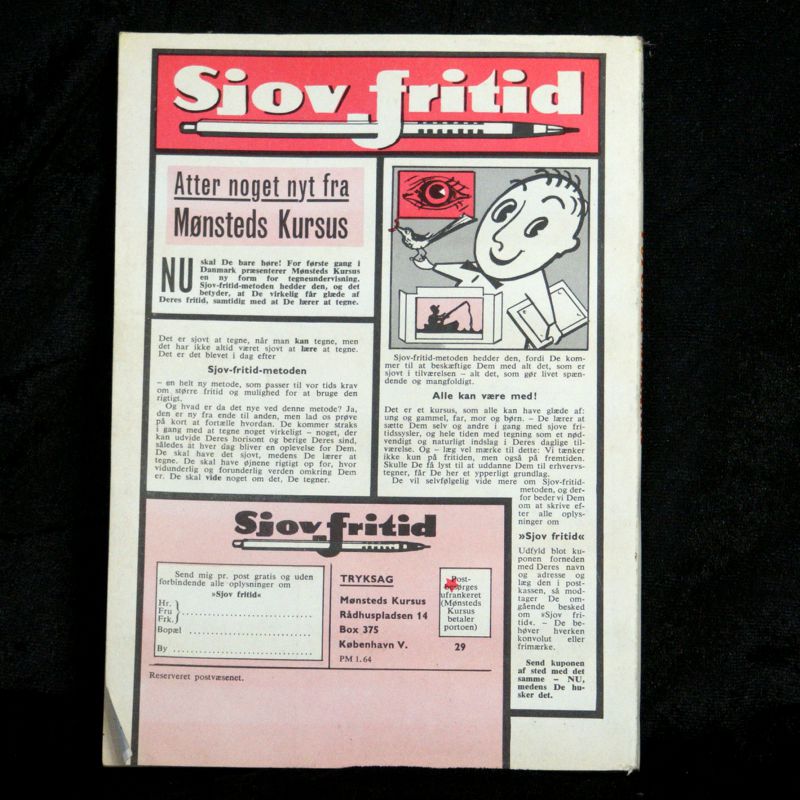 Sjov fritid
Atter noget nyt fra
Mønsteds Kursus
NU skal De bare høre! For første gang i
Danmark præsenterer Mønsteds Kursus
en ny form for tegneundervisning.
Sjov-fritid-metoden hedder den, og det
betyder, at De virkelig får glæde af
Deres fritid, samtidig med at De lærer at tegne.
Det er sjovt at tegne, når man kan tegne, men
det har ikke altid været sjovt at lære at tegne.
Det er det blevet i dag efter
Sjov-fritid-metoden
– en helt ny metode, som passer til vor tids krav
om større fritid og mulighed for at bruge den
rigtigt.
Og hvad er da det nye ved denne metode? Ja,
den er ny fra ende til anden, men lad os prøve
på kort at fortælle hvordan. De kommer straks
i gang med at tegne noget virkeligt – noget, der
kan udvide Deres horisont og berige Deres sind,
således at hver dag bliver en oplevelse for Dem.
De skal have det sjovt, medens De lærer at
tegne. De skal have øjnene rigtigt op for, hvor
vidunderlig og forunderlig verden omkring Dem
er. De skal vide noget om det, De tegner.
Sjov-fritid-metoden hedder den, fordi De kom-
mer til at beskæftige Dem med alt det, som er
sjovt i tilværelsen – alt det, som gør livet spæn-
dende og mangfoldigt.
Alle kan være med!
Det er et kursus, som alle kan have glæde af:
ung og gammel, far, mor og børn. – De lærer at
sætte Dem selv og andre i gang med sjove fri-
tidssysler, og hele tiden med tegning som et nød-
vendigt og naturligt indslag i Deres daglige til-
værelse. Og – læg vel mærke til dette: Vi tænker
ikke kun på fritiden, men også på fremtiden.
Skulle De få lyst til at uddanne Dem til erhvervs-
tegner, får De her et ypperligt grundlag.
De vil selvfølgelig vide mere om Sjov-fritid-
metoden, og der-
for beder vi Dem
om at skrive ef-
ter alle oplys-
ninger om
»Sjov fritid«
Udfyld blot ku-
ponen forneden
med Deres navn
og adresse og
læg den i post-
kassen, så mod-
tager De om-
gående besked
om »Sjov fri-
tid«. – De be-
høver hverken
konvolut eller
frimærke.
Send kuponen
af sted med det
samme – NU,
medens De hu-
sker det.
Sjov fritid
Send mig pr. post gratis og uden
forbindende alle oplysninger om
»Sjov fritid«
Hr.
Fru
Frk.
Bopæl
By
TRYKSAG
Mønsteds Kursus
Rådhuspladsen 14
Box 375
København V.
PM 1.64
Post-
besørges
ufrankeret
(Mønsteds
Kursus
betaler
portoen)
29
Reserveret postvæsenet.